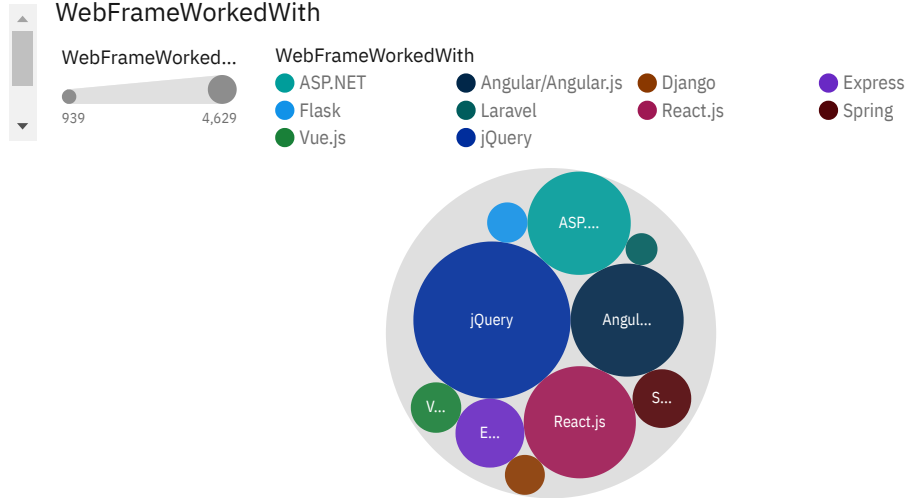 WebFrameWorkedWith
WebFrameWorked...
939 4,629
WebFrameWorkedWith
ASP.NET Angular/Angular.js Django Express
Flask Laravel React.js Spring
Vue.js jQuery
ASP....
jQuery Angul...
S...
V... React.js
E...